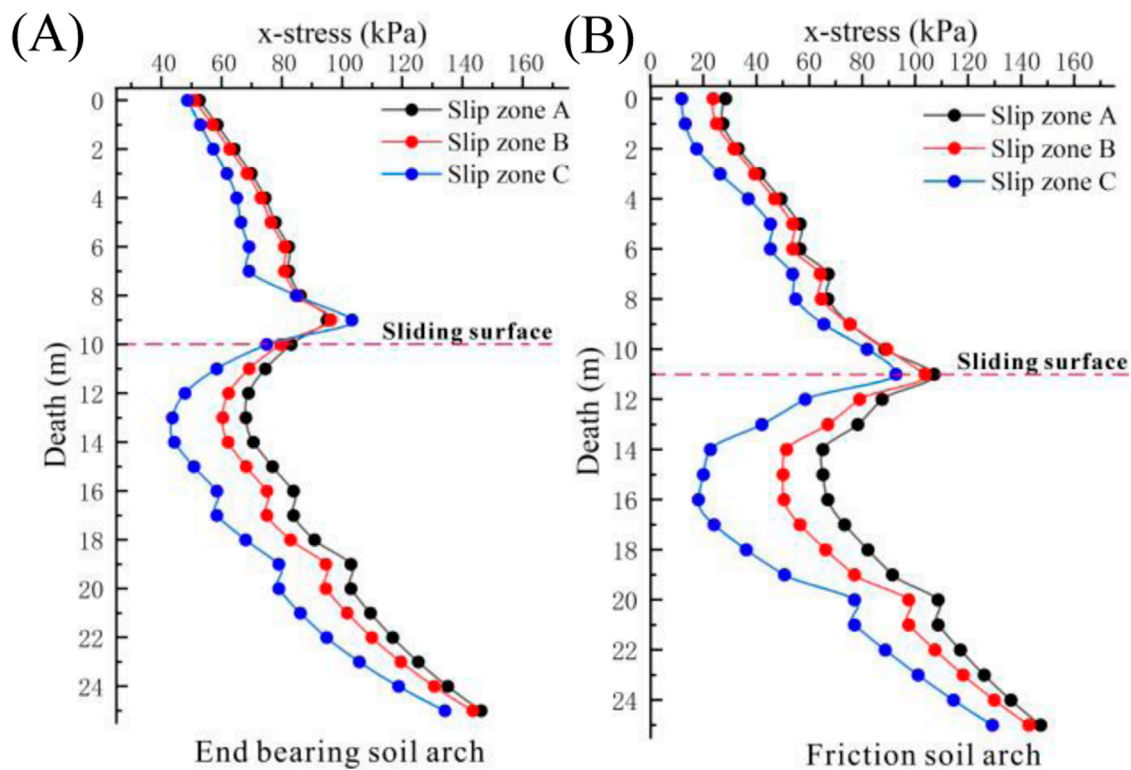 (A)
x-stress (kPa)
40 60 80 100 120 140 160
0
2
4
6
8
10
12
14
16
18
20
22
24
Death (m)
Slip zone A
Slip zone B
Slip zone C
Sliding surface
End bearing soil arch
(B)
x-stress (kPa)
0 20 40 60 80 100 120 140 160
0
2
4
6
8
10
12
14
16
18
20
22
24
Death (m)
Slip zone A
Slip zone B
Slip zone C
Sliding surface
Friction soil arch